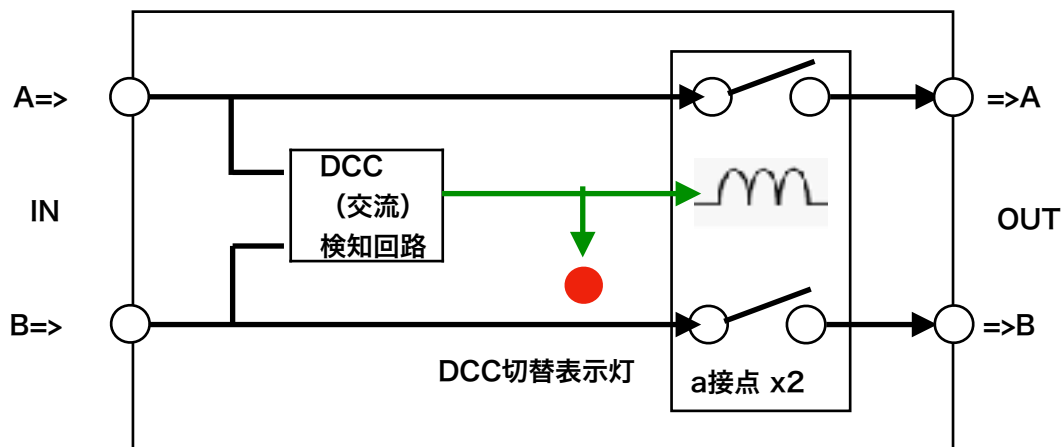 A=>
=>A
DCC
（交流）
検知回路
IN
OUT
B=>
=>B
DCC切替表示灯
a接点 x2